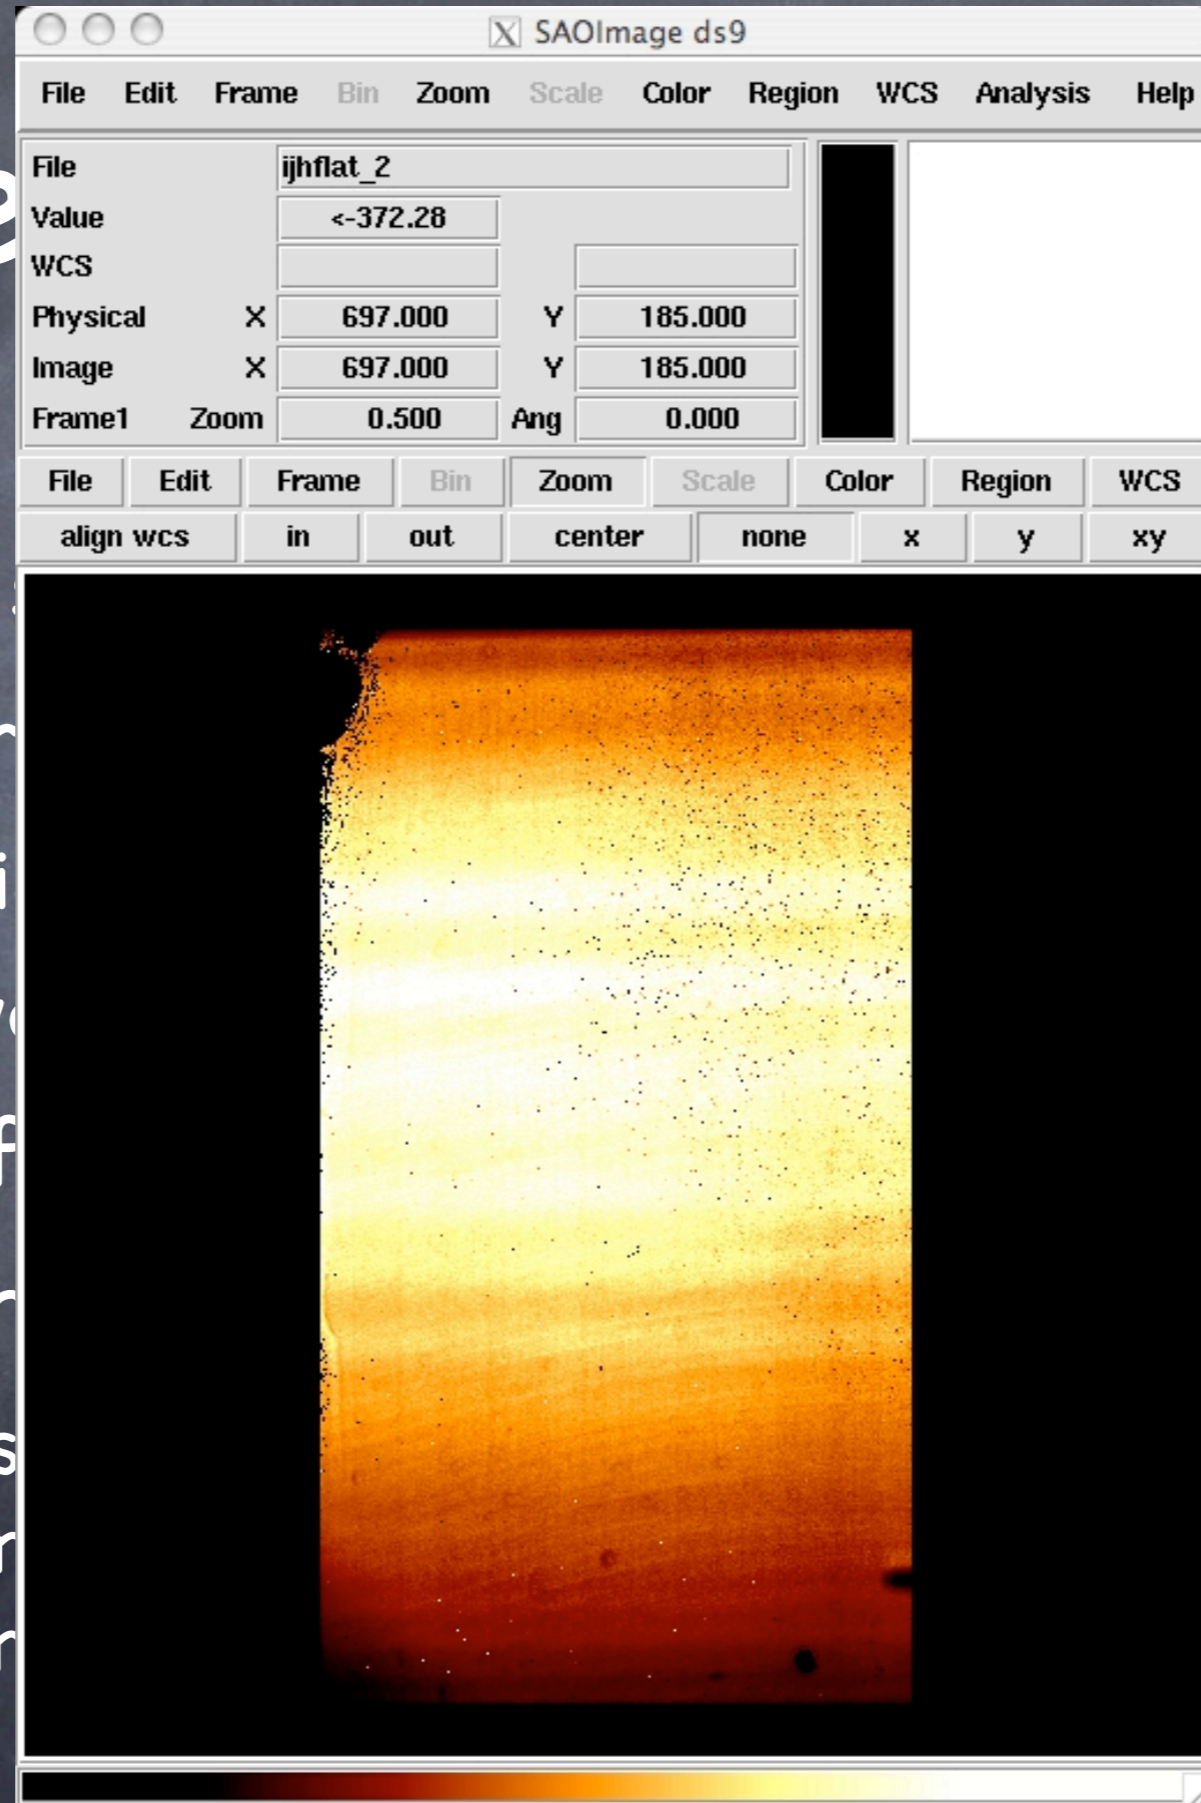 SAOImage ds9
File Edit Frame Bin Zoom Scale Color Region WCS Analysis Help
File ijhflat_2
Value <-372.28
WCS
Physical X 697.000 Y 185.000
Image X 697.000 Y 185.000
Frame1 Zoom 0.500 Ang 0.000
File Edit Frame Bin Zoom Scale Color Region WCS
align wcs in out center none x y xy